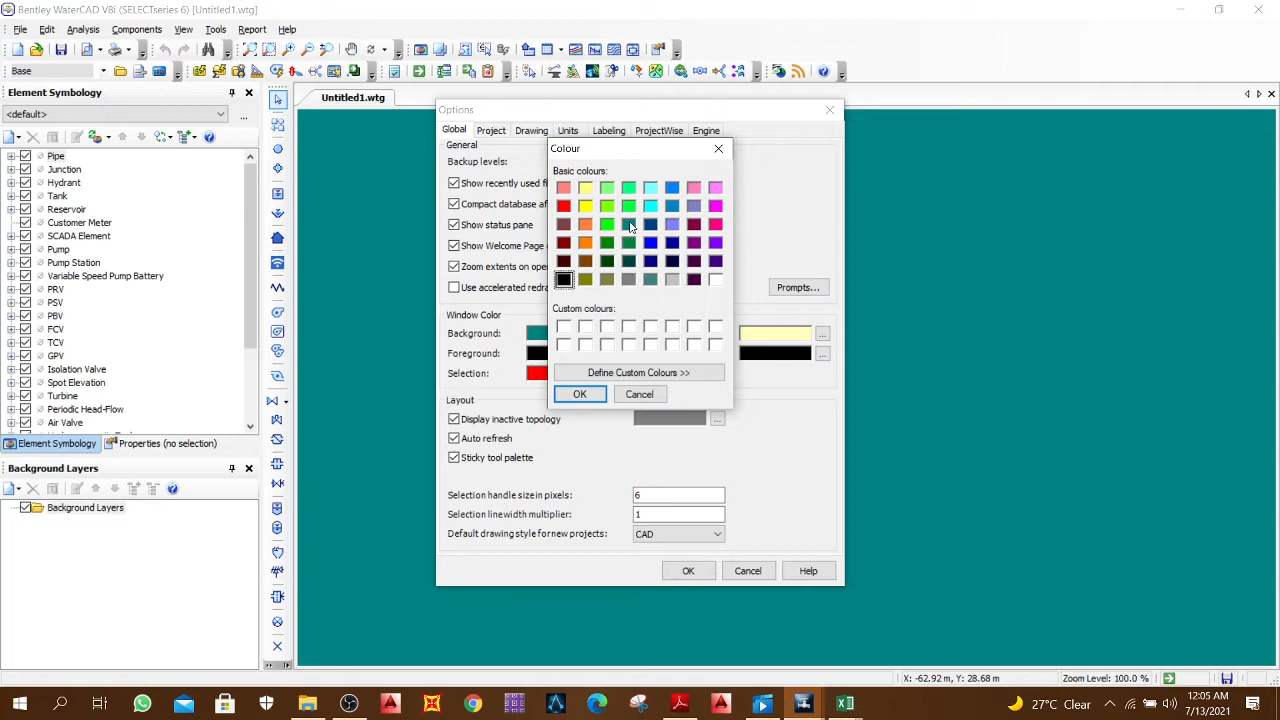 Bentley WaterCAD V8i (SELECTseries 6) [Untitled1.wtg]
File Edit Analysis Components View Tools Report Help
Base
Element Symbology
<default>
Pipe
Junction
Hydrant
Tank
Reservoir
Customer Meter
SCADA Element
Pump
Pump Station
Variable Speed Pump Battery
PRV
PSV
PBV
FCV
TCV
GPV
Isolation Valve
Spot Elevation
Turbine
Periodic Head-Flow
Air Valve
Element Symbology Properties (no selection)
Background Layers
Background Layers
Untitled1.wtg
Options
Global Project Drawing Units Labeling ProjectWise Engine
General
Backup levels:
Show recently used fi
Compact database af
Show status pane
Show Welcome Page
Zoom extents on ope
Use accelerated redra
Prompts...
Window Color
Background:
Foreground:
Selection:
Layout
Display inactive topology
Auto refresh
Sticky tool palette
Selection handle size in pixels: 6
Selection linewidth multiplier: 1
Default drawing style for new projects: CAD
OK Cancel Help
Colour
Basic colours:
Custom colours:
Define Custom Colours >>
OK Cancel
X: -62.92 m, Y: 28.68 m Zoom Level: 100.0 %
27°C Clear
12:05 AM
7/13/2021